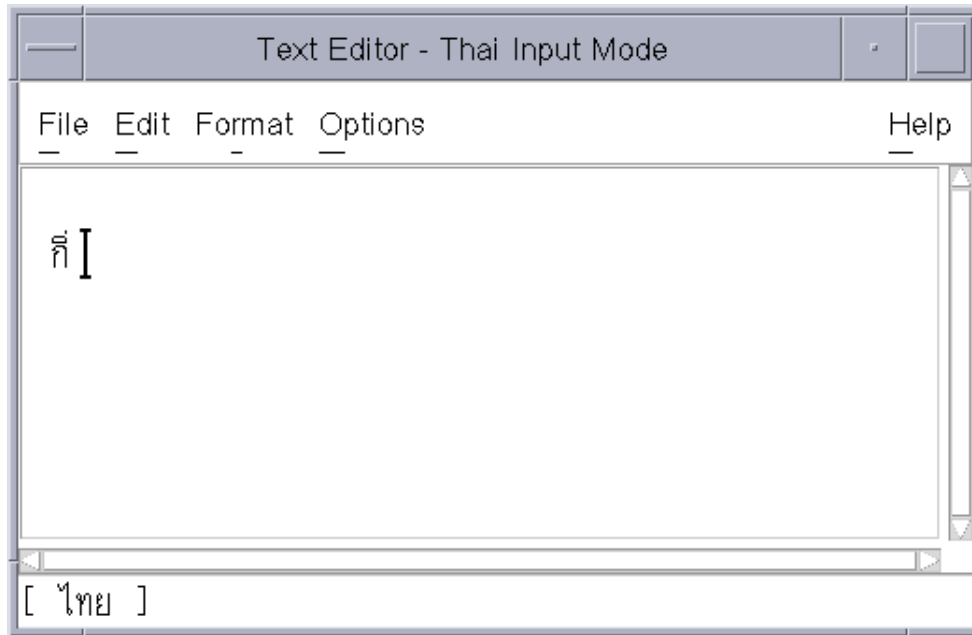 Text Editor - Thai Input Mode
File Edit Format Options Help
กิ่
[ ไทย ]